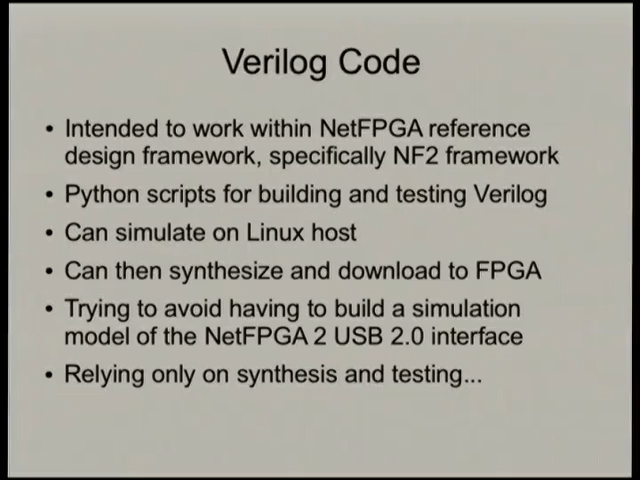 Verilog Code
• Intended to work within NetFPGA reference
design framework, specifically NF2 framework
• Python scripts for building and testing Verilog
• Can simulate on Linux host
• Can then synthesize and download to FPGA
• Trying to avoid having to build a simulation
model of the NetFPGA 2 USB 2.0 interface
• Relying only on synthesis and testing...